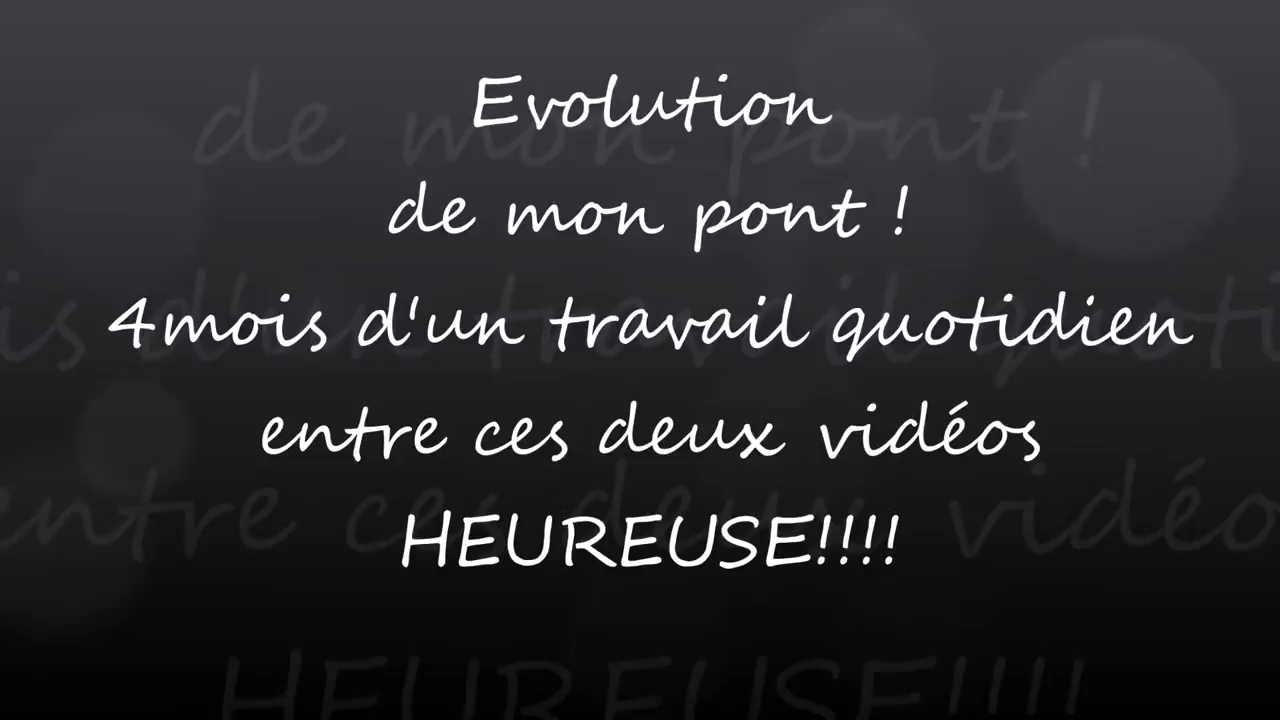 Evolution
de mon pont !
4mois d'un travail quotidien
entre ces deux vidéos
HEUREUSE!!!!